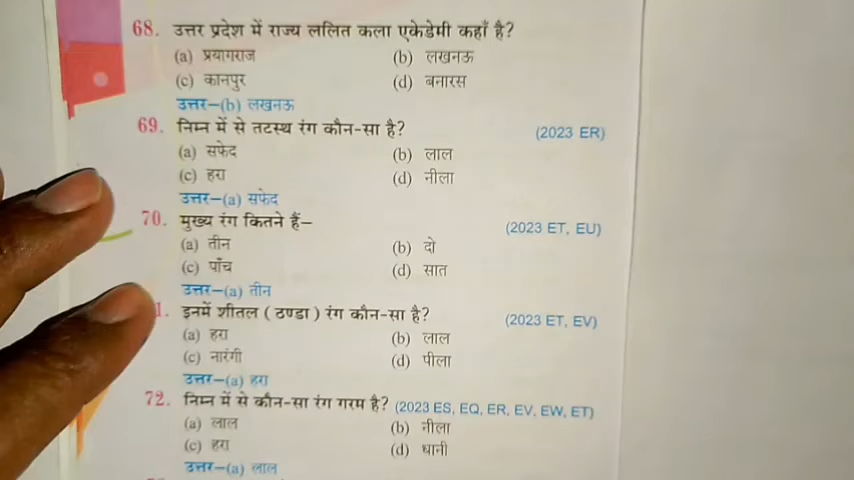 68. उत्तर प्रदेश में राज्य ललित कला एकेडेमी कहाँ है?
(a) प्रयागराज (b) लखनऊ
(c) कानपुर (d) बनारस
उत्तर–(b) लखनऊ
69. निम्न में से तटस्थ रंग कौन-सा है? (2023 ER)
(a) सफेद (b) लाल
(c) हरा (d) नीला
उत्तर–(a) सफेद
70. मुख्य रंग कितने हैं– (2023 ET, EU)
(a) तीन (b) दो
(c) पाँच (d) सात
उत्तर–(a) तीन
1. इनमें शीतल ( ठण्डा ) रंग कौन-सा है? (2023 ET, EV)
(a) हरा (b) लाल
(c) नारंगी (d) पीला
उत्तर–(a) हरा
72. निम्न में से कौन-सा रंग गरम है? (2023 ES, EQ, ER, EV, EW, ET)
(a) लाल (b) नीला
(c) हरा (d) धानी
उत्तर–(a) लाल